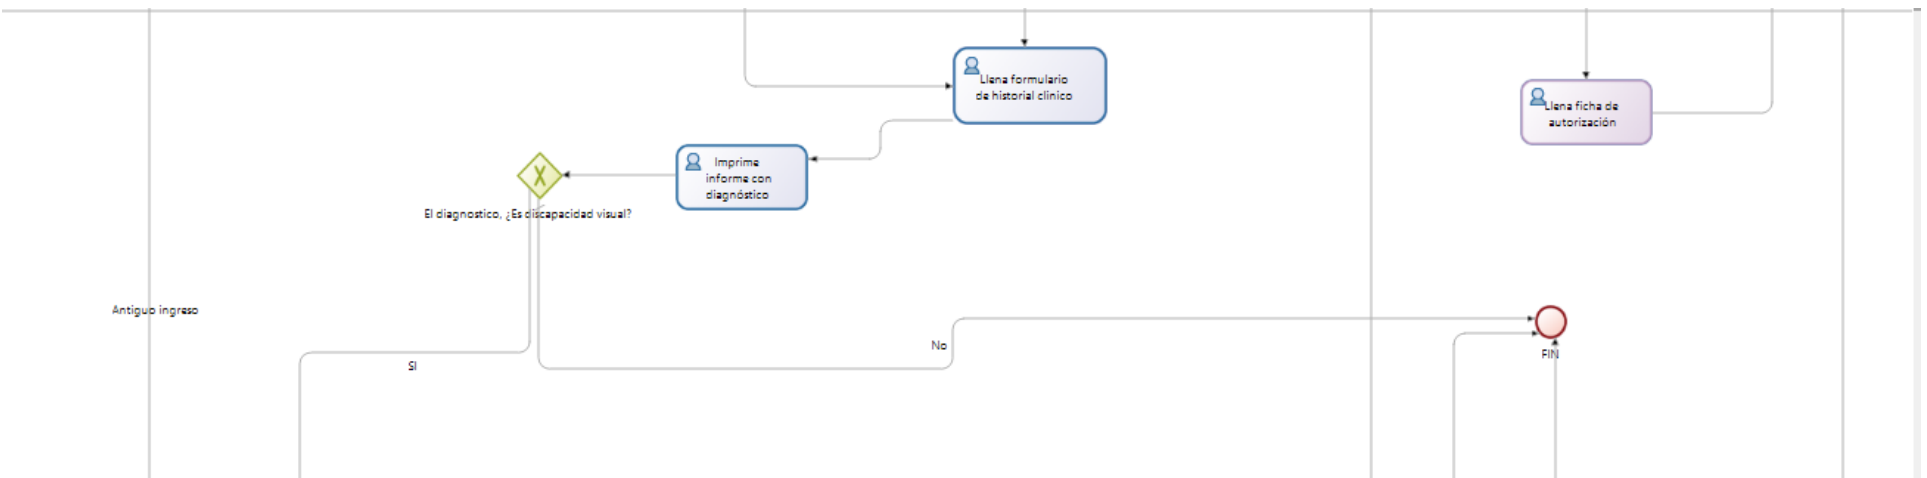 Llena formulario
de historial clinico
Llena ficha de
autorización
Imprime
informe con
diagnóstico
El diagnostico, ¿Es discapacidad visual?
Antiguo ingreso
No
SI
FIN